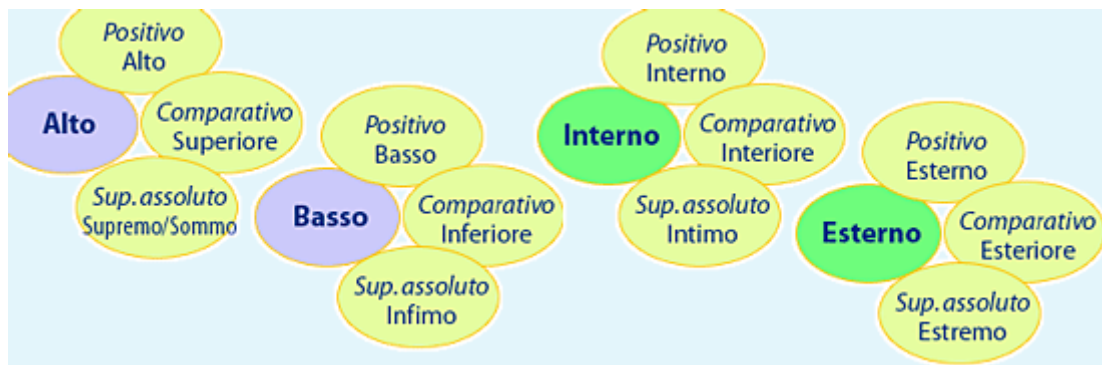 Alto
Positivo
Alto
Comparativo
Superiore
Sup. assoluto
Supremo/Sommo
Basso
Positivo
Basso
Comparativo
Inferiore
Sup. assoluto
Infimo
Interno
Positivo
Interno
Comparativo
Interiore
Sup. assoluto
Intimo
Esterno
Positivo
Esterno
Comparativo
Esteriore
Sup. assoluto
Estremo